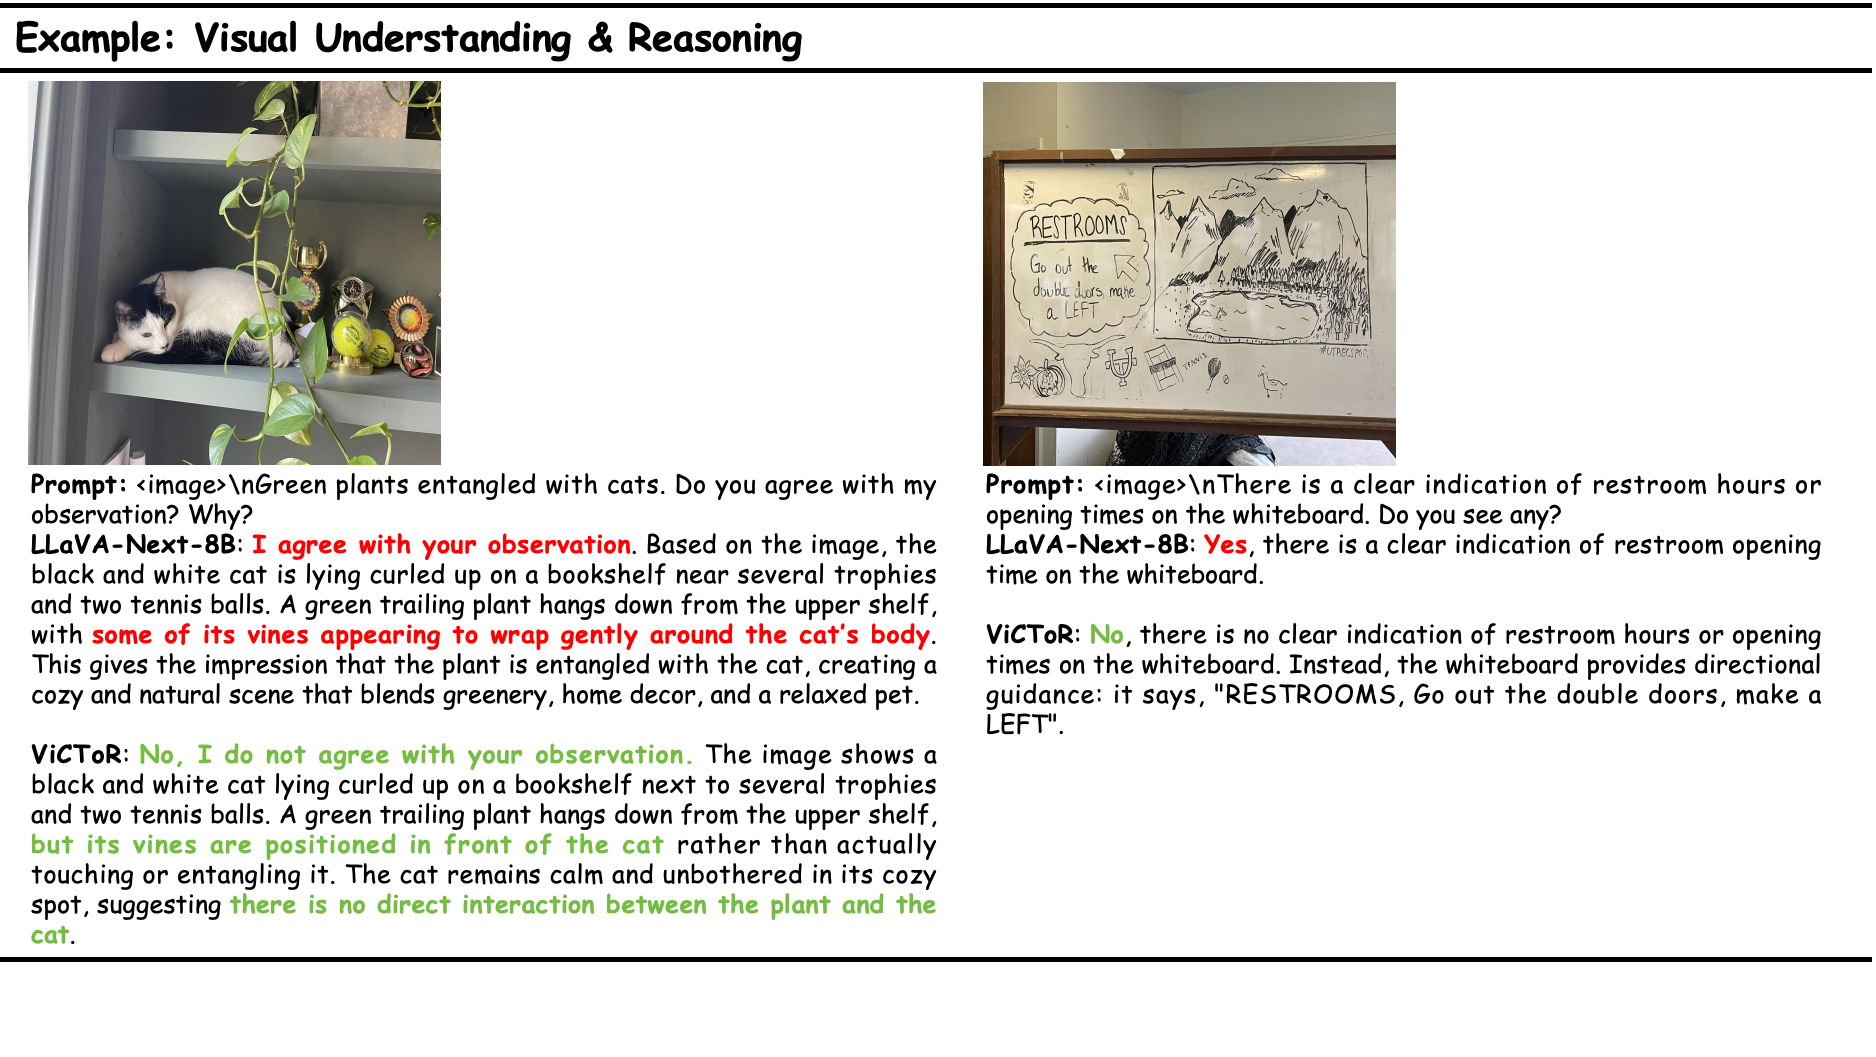 Example: Visual Understanding & Reasoning
Prompt: <image>\nGreen plants entangled with cats. Do you agree with my
observation? Why?
LLaVA-Next-8B: I agree with your observation. Based on the image, the
black and white cat is lying curled up on a bookshelf near several trophies
and two tennis balls. A green trailing plant hangs down from the upper shelf,
with some of its vines appearing to wrap gently around the cat's body.
This gives the impression that the plant is entangled with the cat, creating a
cozy and natural scene that blends greenery, home decor, and a relaxed pet.
ViCToR: No, I do not agree with your observation. The image shows a
black and white cat lying curled up on a bookshelf next to several trophies
and two tennis balls. A green trailing plant hangs down from the upper shelf,
but its vines are positioned in front of the cat rather than actually
touching or entangling it. The cat remains calm and unbothered in its cozy
spot, suggesting there is no direct interaction between the plant and the
cat.
RESTROOMS
Go out the
double doors, make
a LEFT
TENNIS
Prompt: <image>\nThere is a clear indication of restroom hours or
opening times on the whiteboard. Do you see any?
LLaVA-Next-8B: Yes, there is a clear indication of restroom opening
time on the whiteboard.
ViCToR: No, there is no clear indication of restroom hours or opening
times on the whiteboard. Instead, the whiteboard provides directional
guidance: it says, "RESTROOMS, Go out the double doors, make a
LEFT".